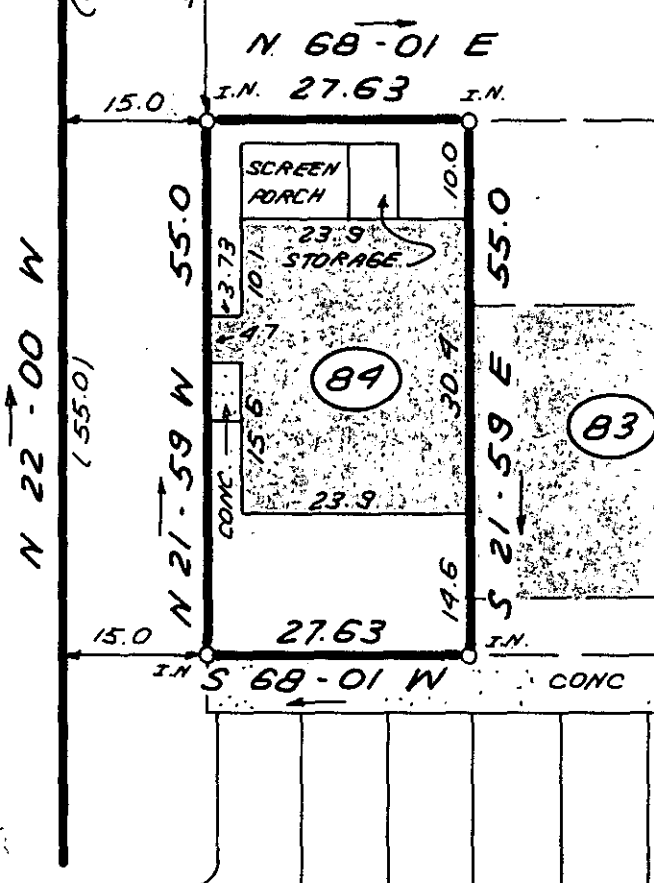 N 68-01 E
I.N. 27.63 I.N.
15.0
SCREEN
PORCH
10.0
55.0
55.0
23.9
STORAGE
3.73
10.1
4.7
N 22-00 W
(55.01)
84
30.4
83
N 21-59 W
S 21-59 E
15.6
CONC.
23.9
14.6
15.0
27.63
I.N.
I.N
S 68-01 W
CONC